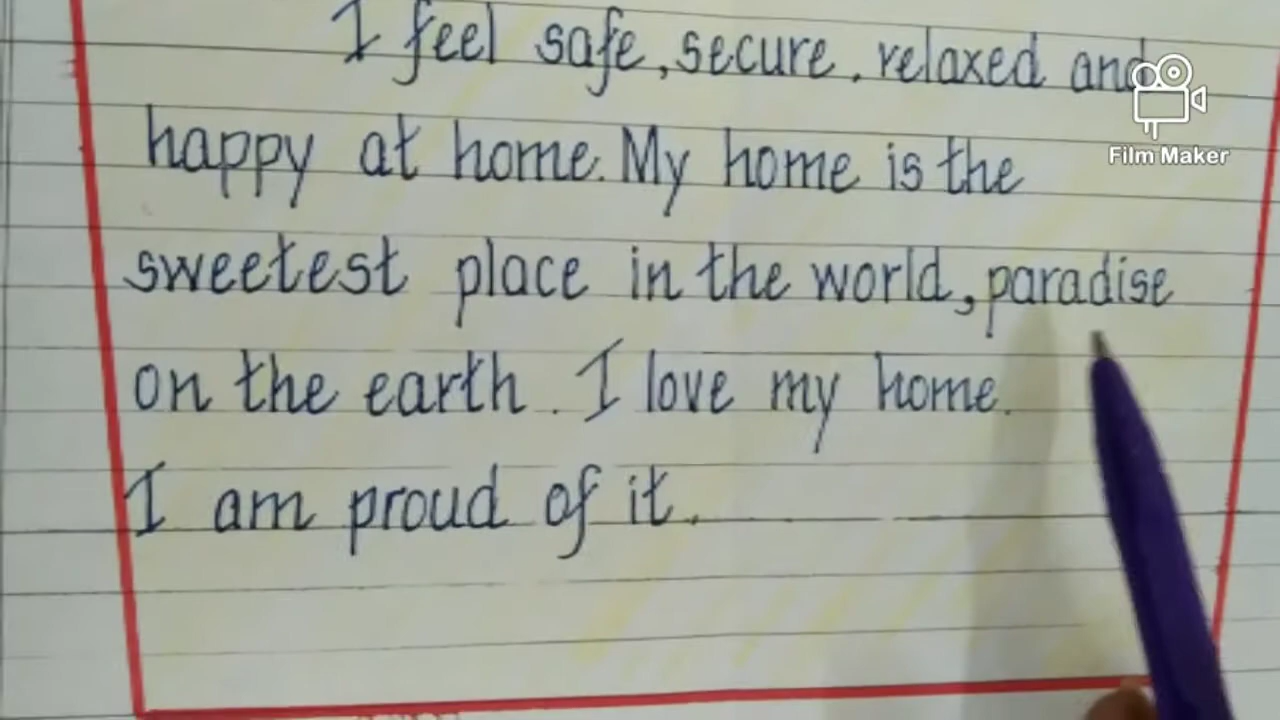 I feel safe, secure, relaxed and
Film Maker
happy at home. My home is the
sweetest place in the world, paradise
on the earth. I love my home.
I am proud of it.